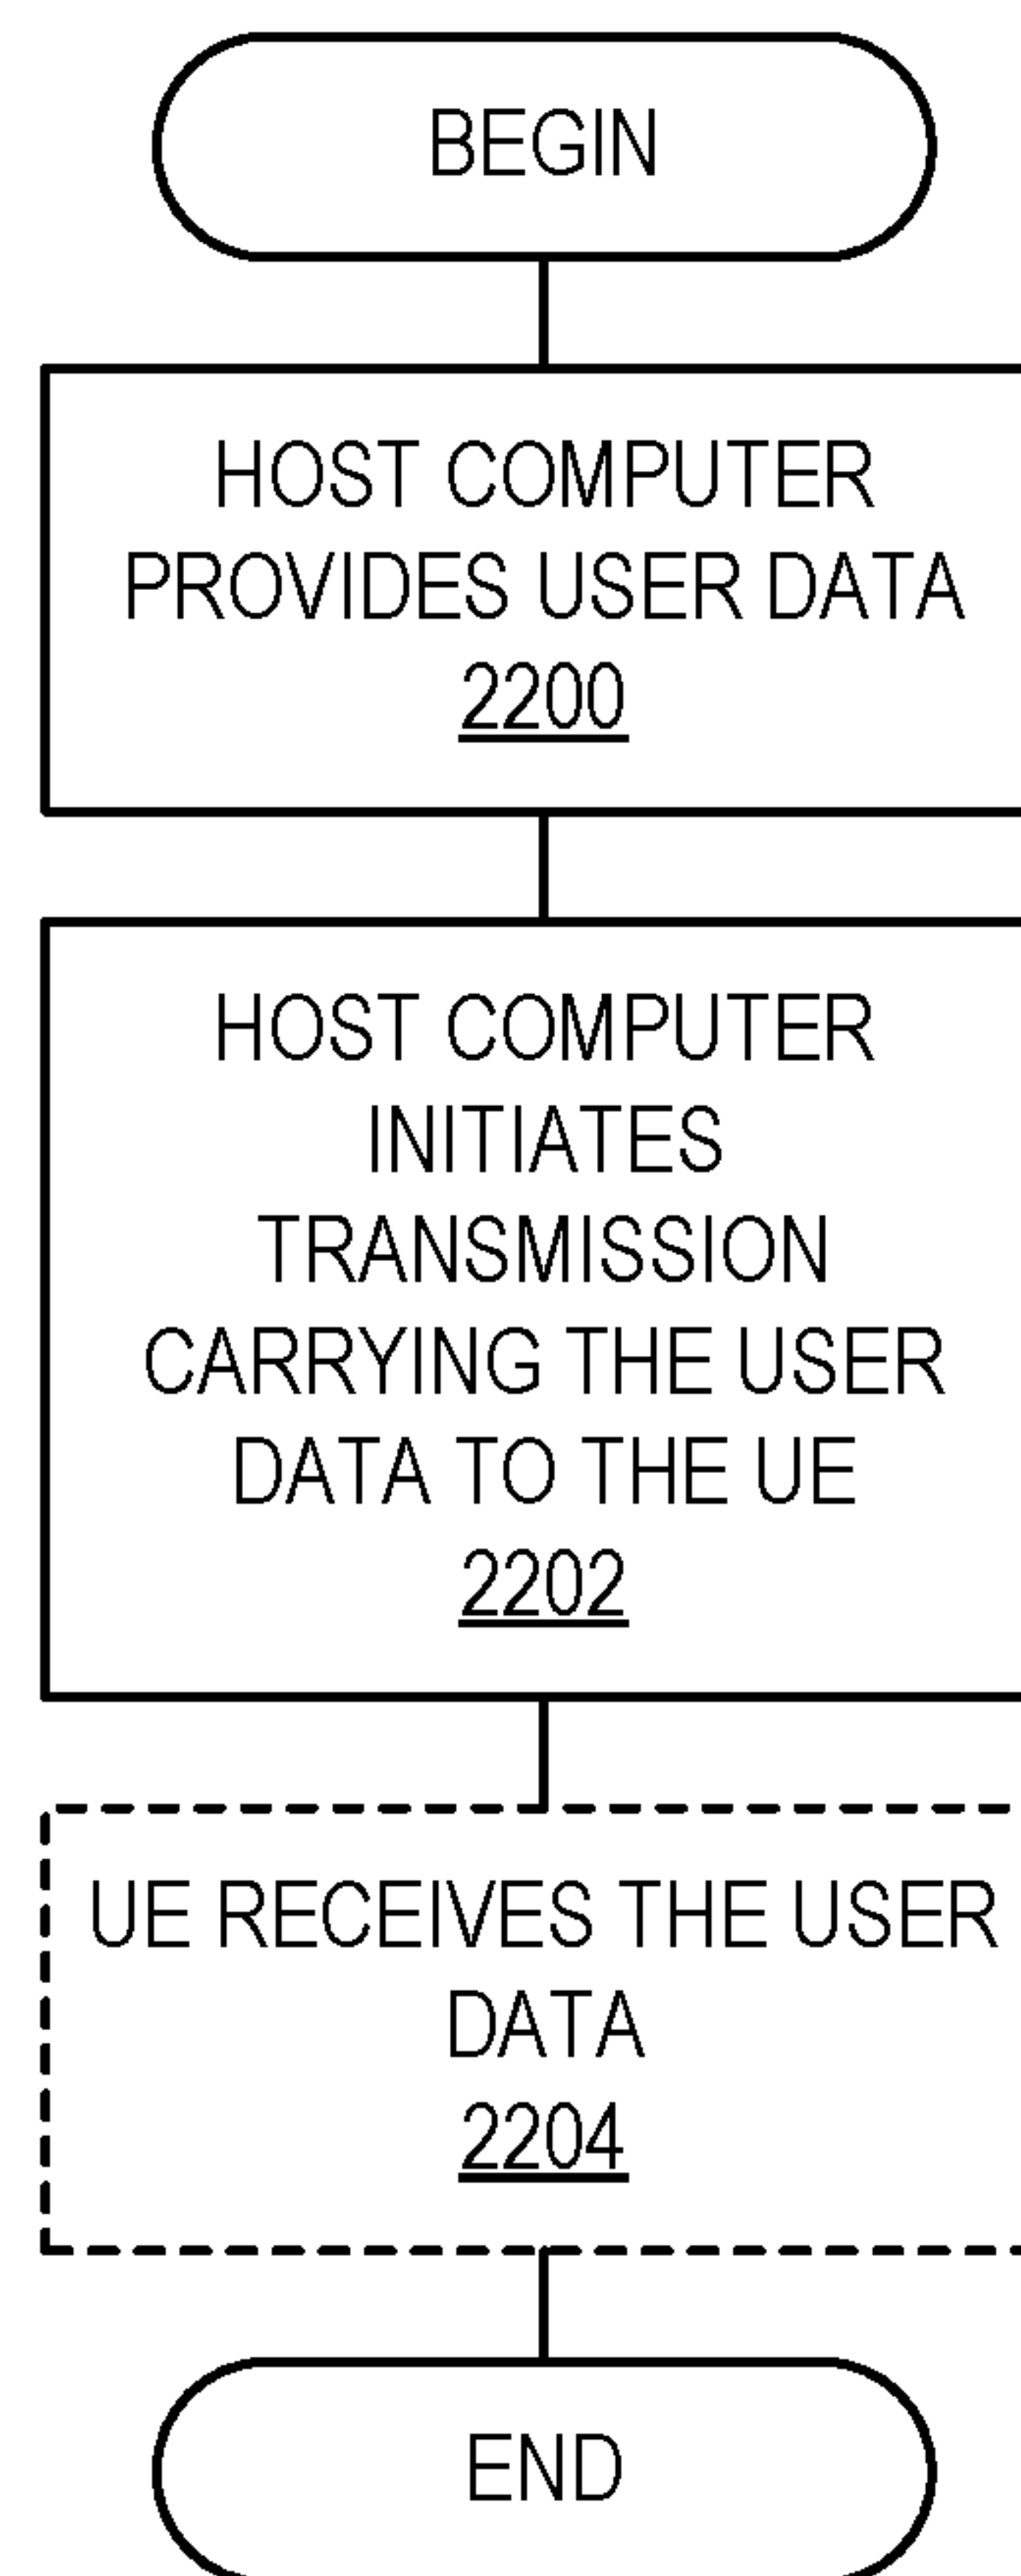 BEGIN
HOST COMPUTER
PROVIDES USER DATA
2200
HOST COMPUTER
INITIATES
TRANSMISSION
CARRYING THE USER
DATA TO THE UE
2202
UE RECEIVES THE USER
DATA
2204
END